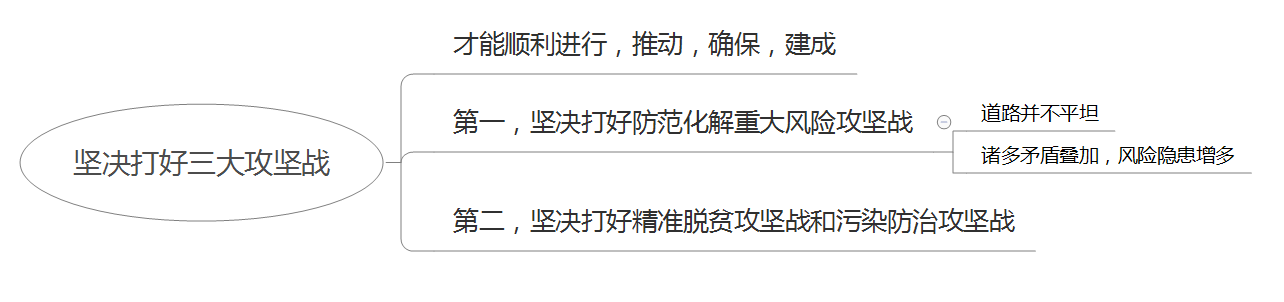 才能顺利进行，推动，确保，建成
第一，坚决打好防范化解重大风险攻坚战
道路并不平坦
诸多矛盾叠加，风险隐患增多
坚决打好三大攻坚战
第二，坚决打好精准脱贫攻坚战和污染防治攻坚战